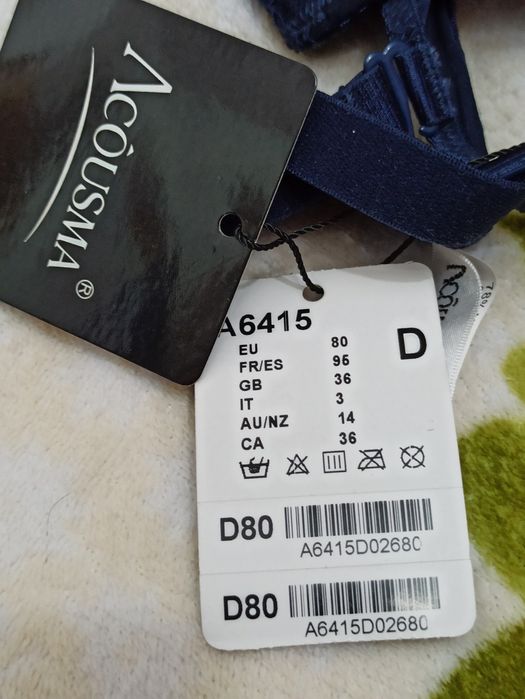 ACOUSMA®
A6415
D
EU 80
FR/ES 95
GB 36
IT 3
AU/NZ 14
CA 36
D80
A6415D02680
D80
A6415D02680